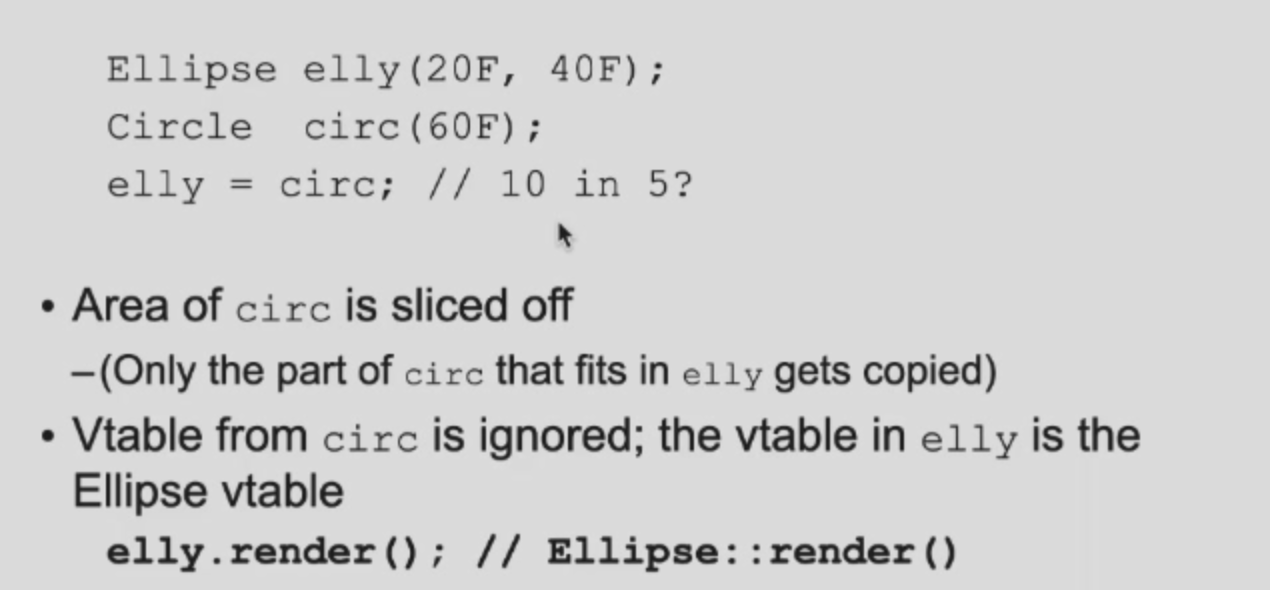 Ellipse elly(20F, 40F);
Circle  circ(60F);
elly = circ; // 10 in 5?
• Area of circ is sliced off
–(Only the part of circ that fits in elly gets copied)
• Vtable from circ is ignored; the vtable in elly is the
Ellipse vtable
elly.render(); // Ellipse::render()